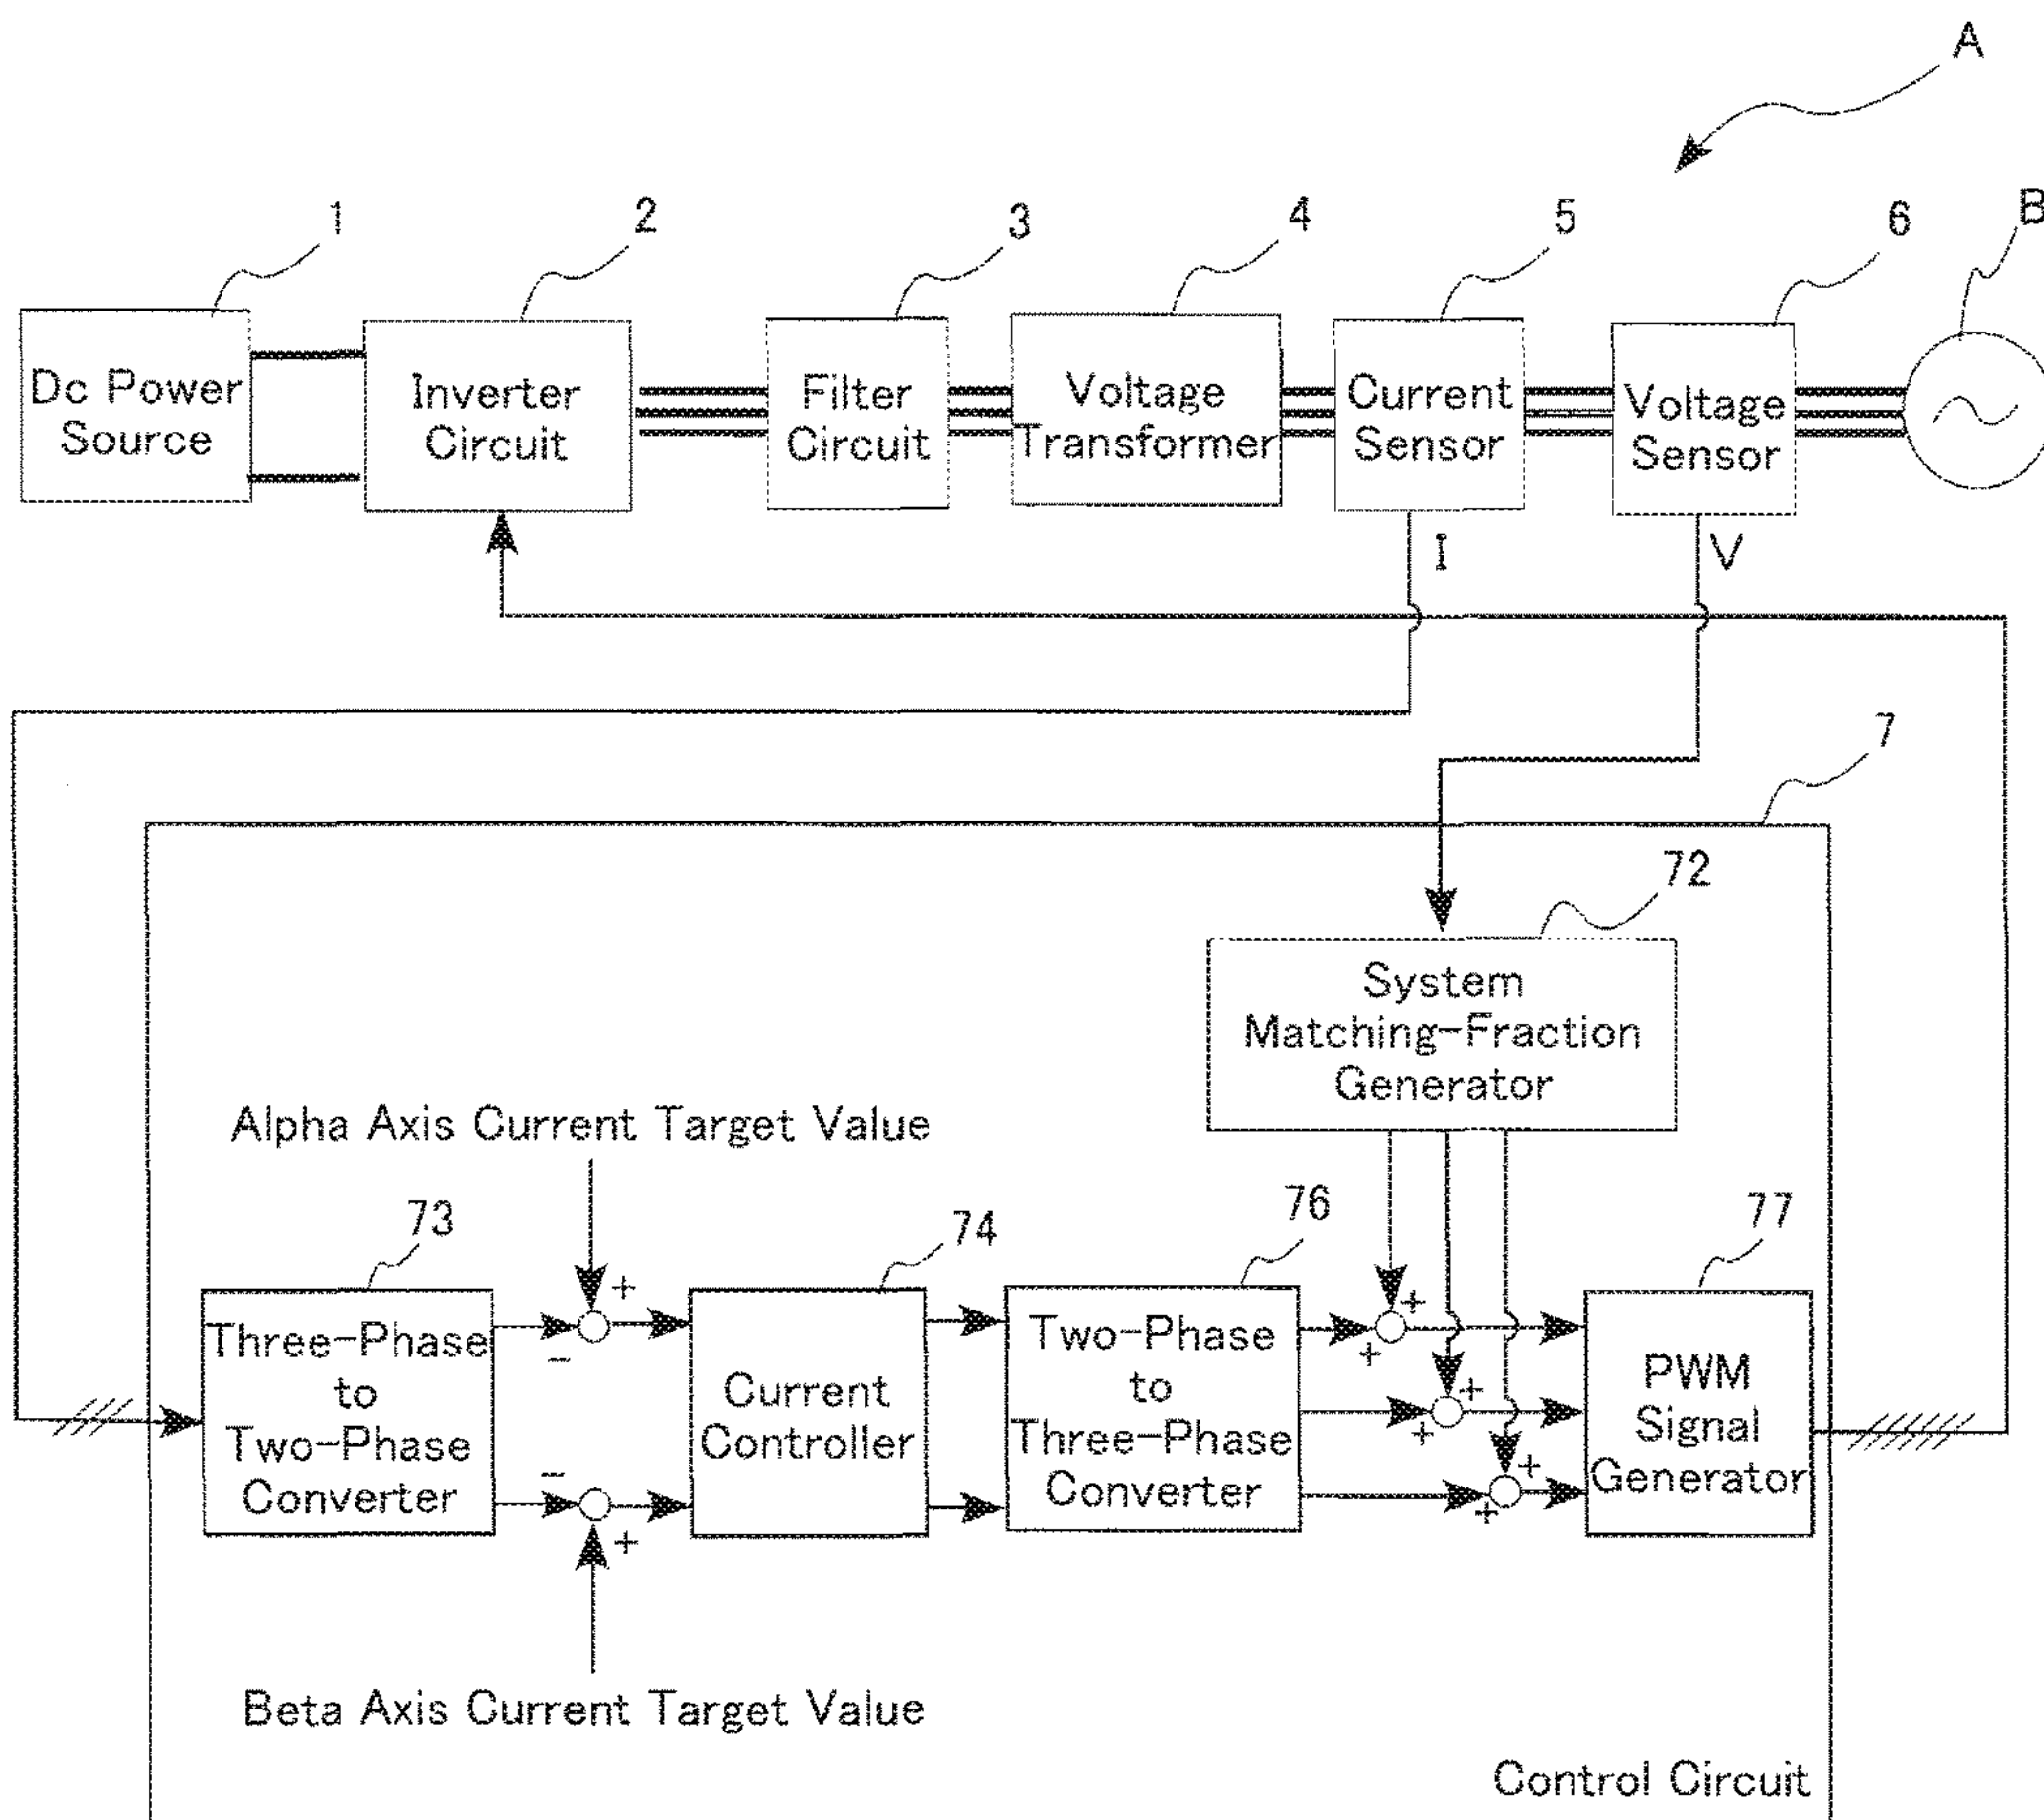 A
1
2
3
4
5
6
B
Dc Power
Source
Inverter
Circuit
Filter
Circuit
Voltage
Transformer
Current
Sensor
Voltage
Sensor
I
V
7
72
System
Matching-Fraction
Generator
Alpha Axis Current Target Value
73
74
76
77
Three-Phase
to
Two-Phase
Converter
+
-
-
+
Current
Controller
Two-Phase
to
Three-Phase
Converter
+
+
+
+
+
+
PWM
Signal
Generator
Beta Axis Current Target Value
Control Circuit